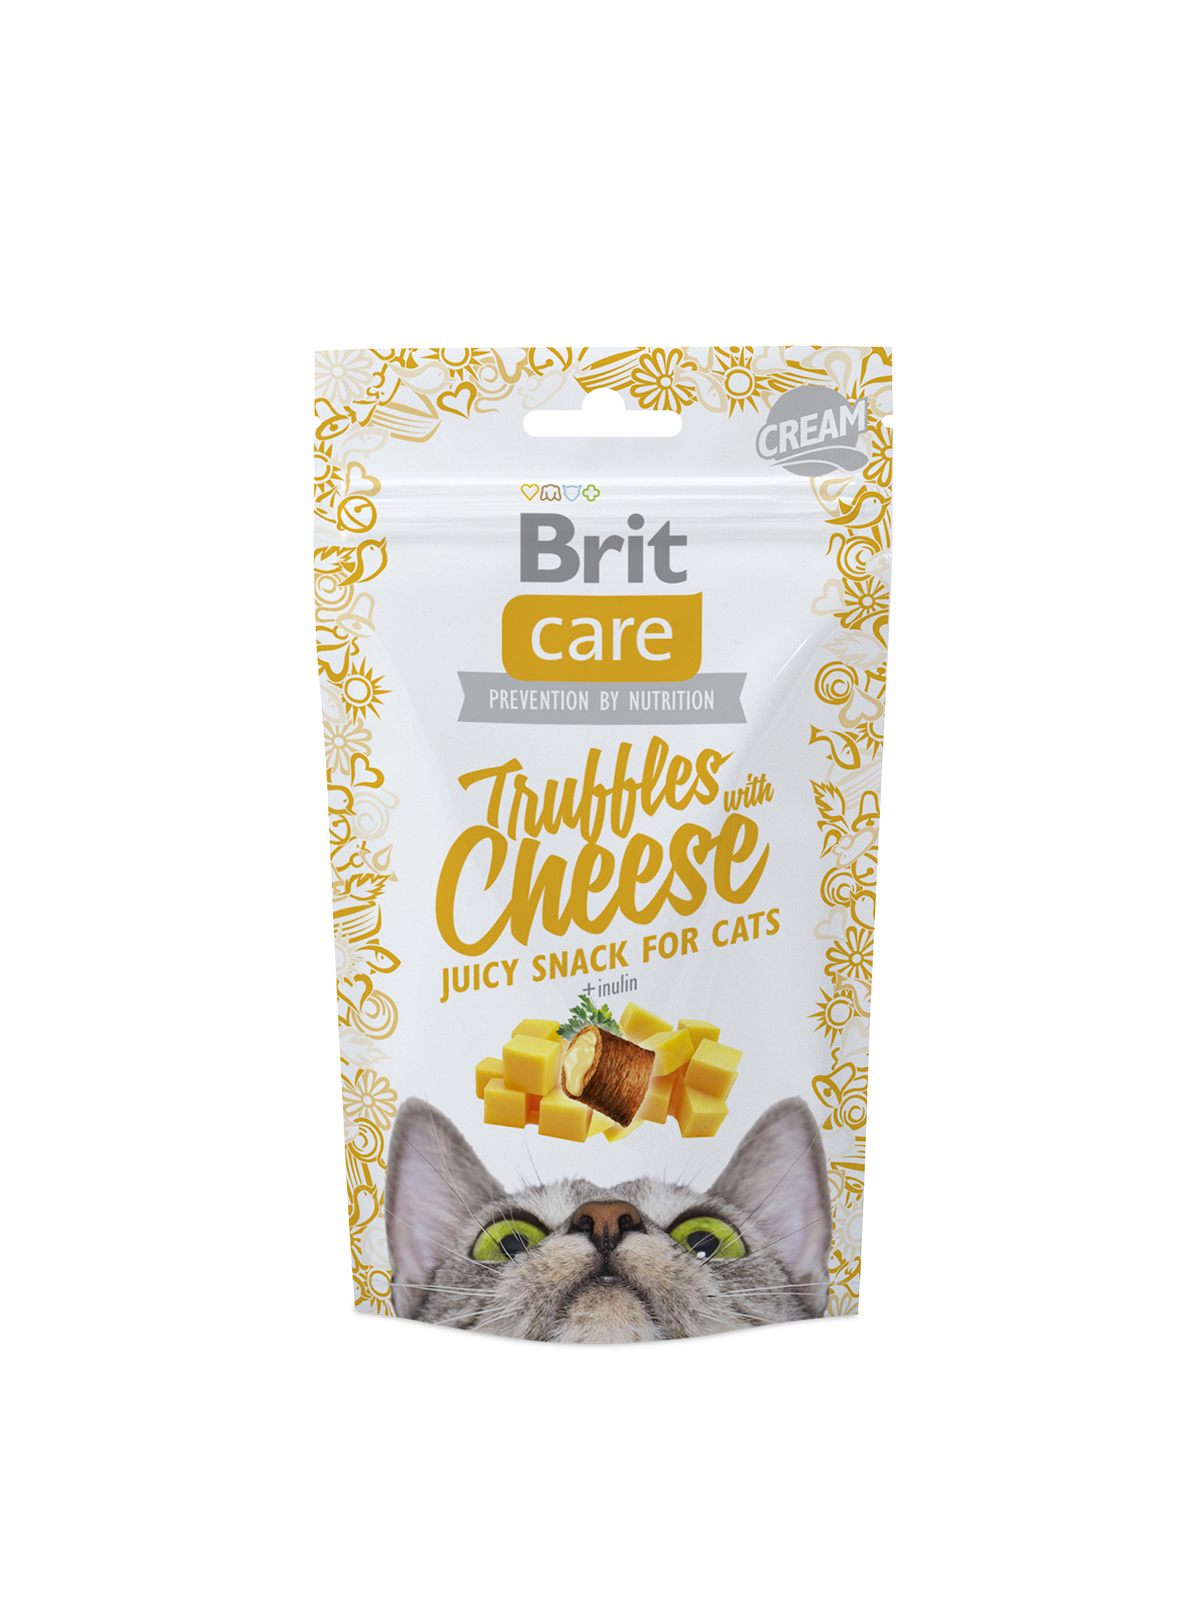 CREAM
Brit
care
PREVENTION BY NUTRITION
Truffles with
Cheese
JUICY SNACK FOR CATS
+inulin